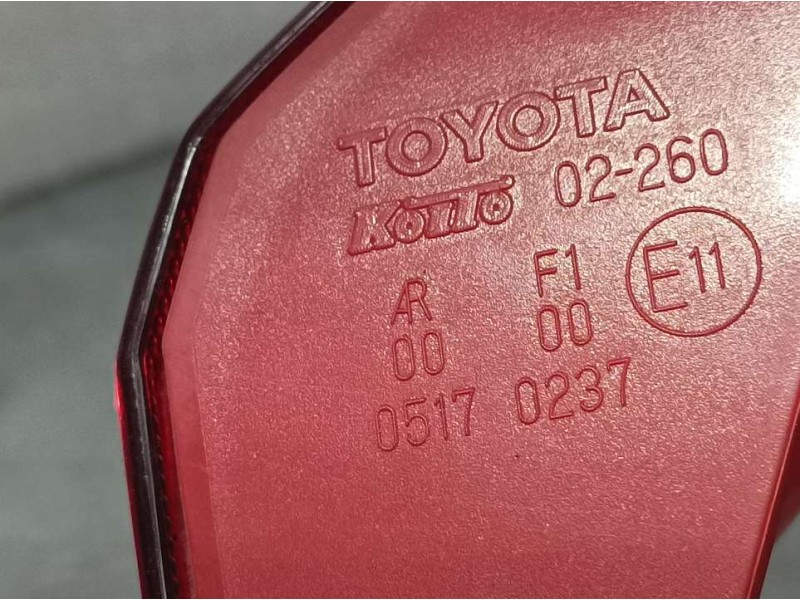 TOYOTA
KOITO 02-260
AR F1 E11
00 00
0517 0237